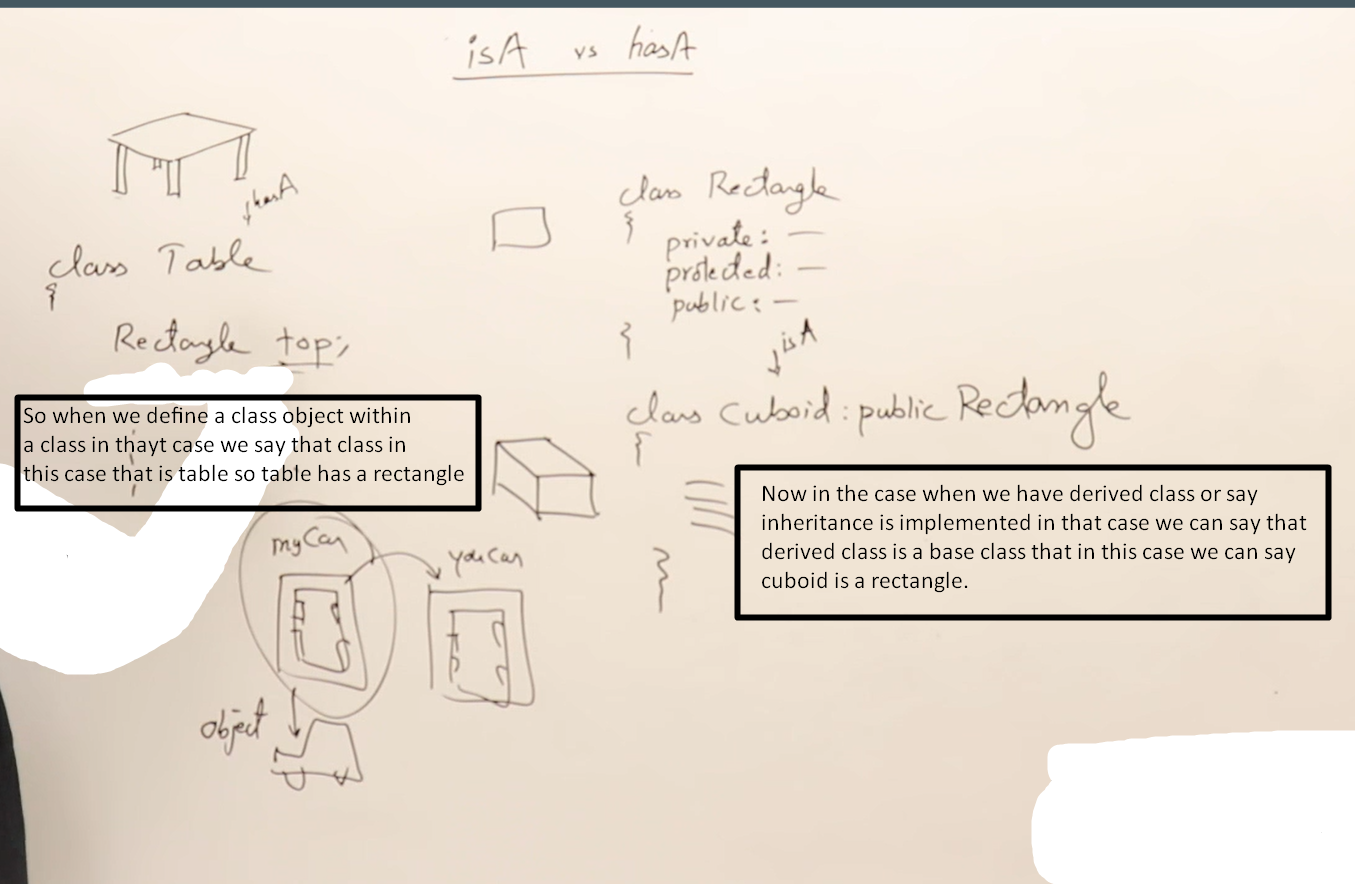 isA vs hasA
hasA
class Table
{
Rectangle top;
So when we define a class object within
a class in thayt case we say that class in
this case that is table so table has a rectangle
class Rectangle
{
private: —
protected: —
public: —
}
isA
class Cuboid : public Rectangle
{
}
Now in the case when we have derived class or say
inheritance is implemented in that case we can say that
derived class is a base class that in this case we can say
cuboid is a rectangle.
myCar
youCar
object